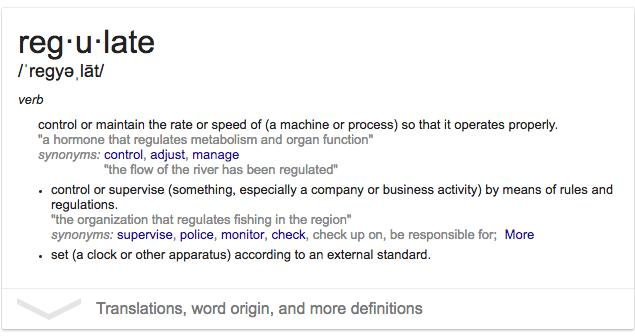 reg·u·late
/ˈregyəˌlāt/
verb
control or maintain the rate or speed of (a machine or process) so that it operates properly.
"a hormone that regulates metabolism and organ function"
synonyms: control, adjust, manage
"the flow of the river has been regulated"
• control or supervise (something, especially a company or business activity) by means of rules and
regulations.
"the organization that regulates fishing in the region"
synonyms: supervise, police, monitor, check, check up on, be responsible for; More
• set (a clock or other apparatus) according to an external standard.
Translations, word origin, and more definitions